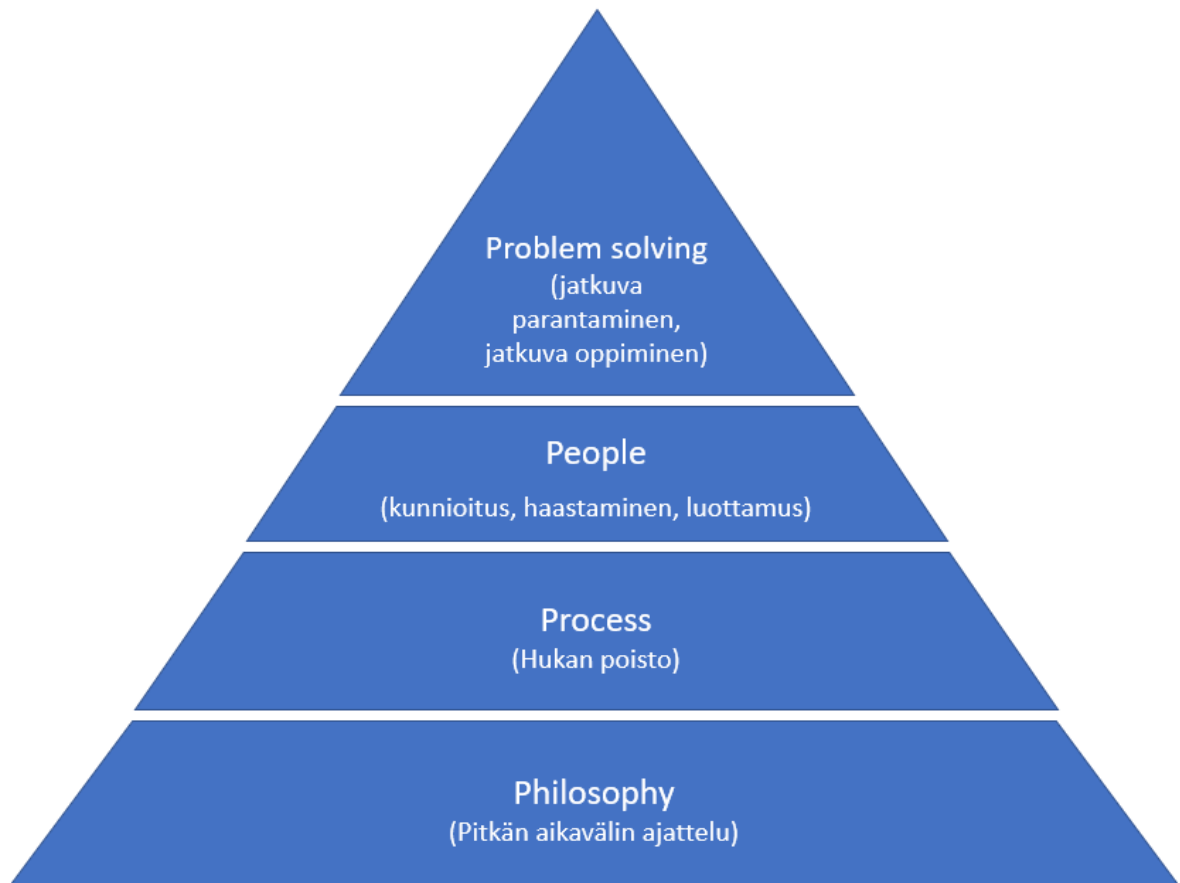 Problem solving
(jatkuva
parantaminen,
jatkuva oppiminen)
People
(kunnioitus, haastaminen, luottamus)
Process
(Hukan poisto)
Philosophy
(Pitkän aikavälin ajattelu)